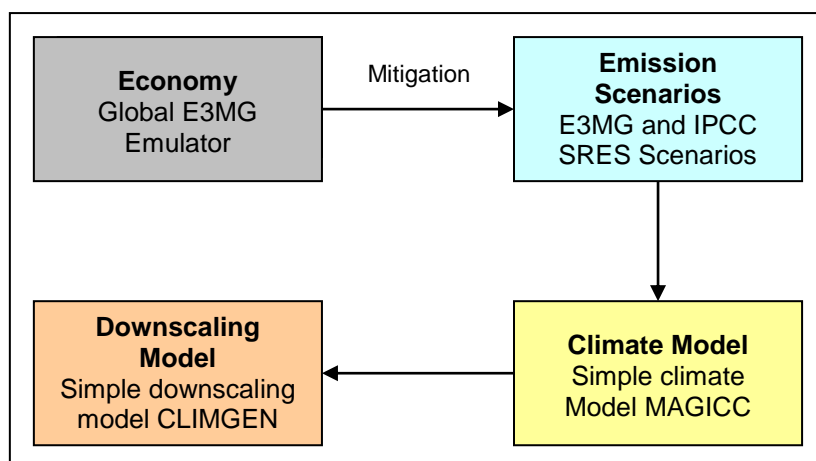 Economy
Global E3MG
Emulator
Mitigation
Emission
Scenarios
E3MG and IPCC
SRES Scenarios
Downscaling
Model
Simple downscaling
model CLIMGEN
Climate Model
Simple climate
Model MAGICC